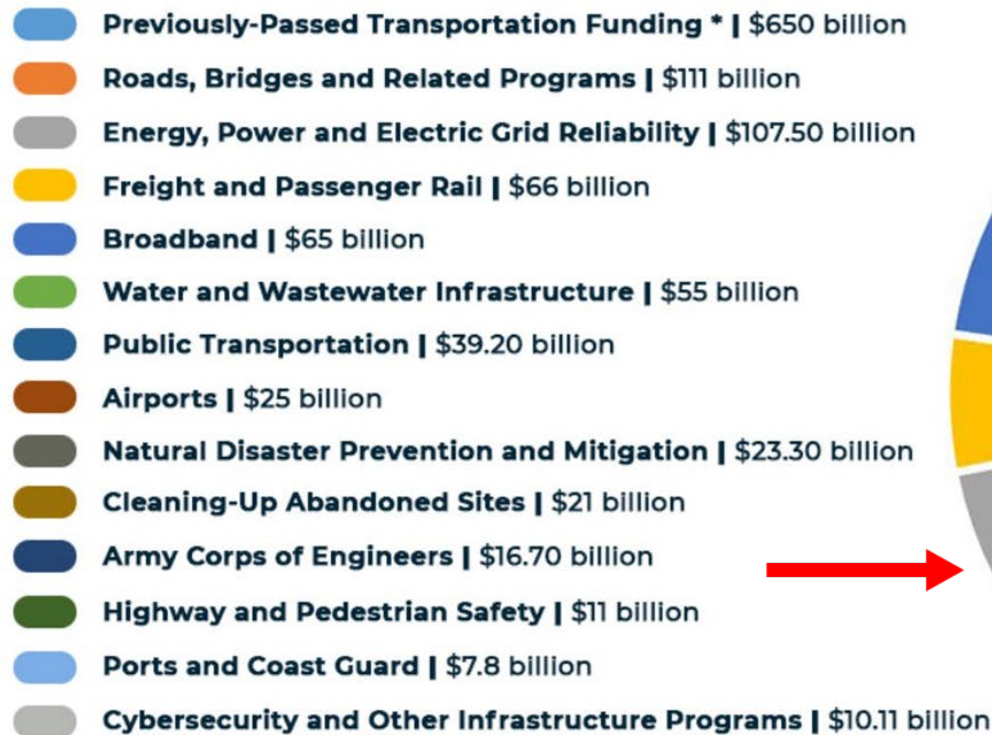 Previously-Passed Transportation Funding * | $650 billion
Roads, Bridges and Related Programs | $111 billion
Energy, Power and Electric Grid Reliability | $107.50 billion
Freight and Passenger Rail | $66 billion
Broadband | $65 billion
Water and Wastewater Infrastructure | $55 billion
Public Transportation | $39.20 billion
Airports | $25 billion
Natural Disaster Prevention and Mitigation | $23.30 billion
Cleaning-Up Abandoned Sites | $21 billion
Army Corps of Engineers | $16.70 billion
Highway and Pedestrian Safety | $11 billion
Ports and Coast Guard | $7.8 billion
Cybersecurity and Other Infrastructure Programs | $10.11 billion